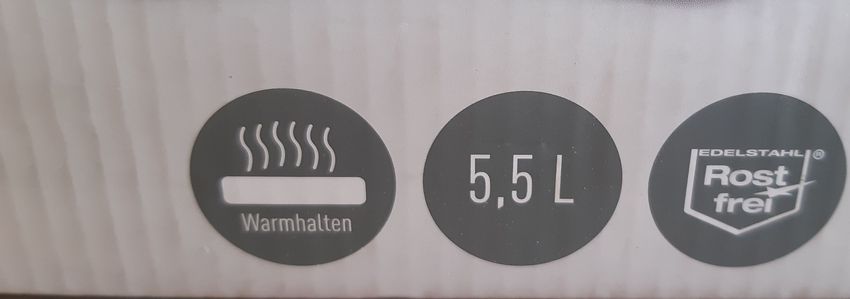 Warmhalten
5,5 L
EDELSTAHL®
Rost
frei